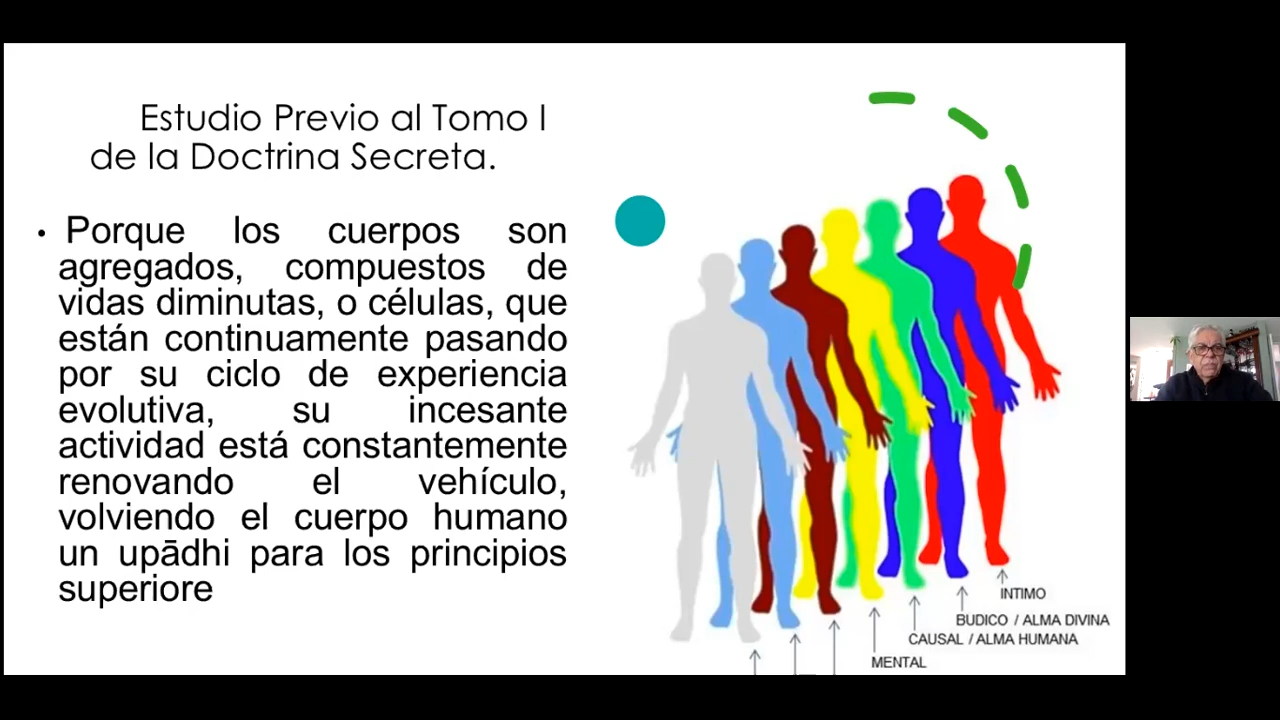 Estudio Previo al Tomo I
de la Doctrina Secreta.
• Porque los cuerpos son
agregados, compuestos de
vidas diminutas, o células, que
están continuamente pasando
por su ciclo de experiencia
evolutiva, su incesante
actividad está constantemente
renovando el vehículo,
volviendo el cuerpo humano
un upādhi para los principios
superiore
INTIMO
BUDICO / ALMA DIVINA
CAUSAL / ALMA HUMANA
MENTAL